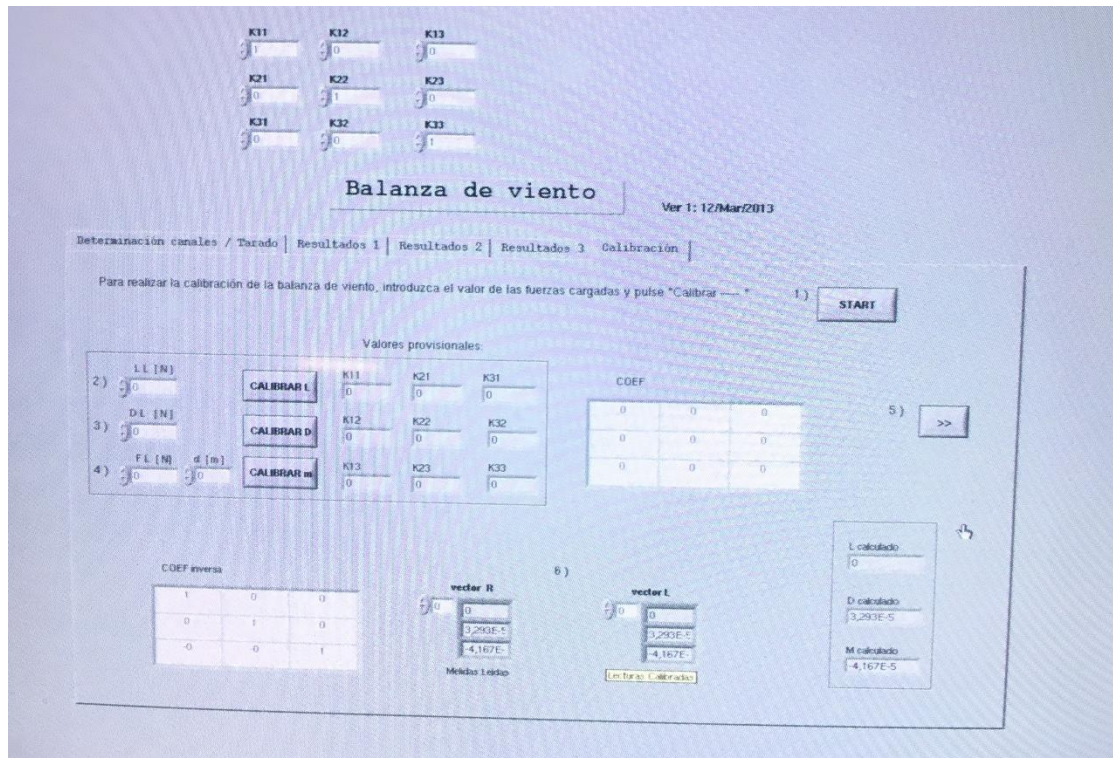 K11 K12 K13
1 0 0
K21 K22 K23
0 1 0
K31 K32 K33
0 0 1
Balanza de viento
Ver 1: 12/Mar/2013
Determinación canales / Tarado | Resultados 1 | Resultados 2 | Resultados 3 Calibración |
Para realizar la calibración de la balanza de viento, introduzca el valor de las fuerzas cargadas y pulse "Calibrar ---- " 1 ) START
Valores provisionales:
2 ) LL [N] 0 CALIBRAR L K11 0 K21 0 K31 0
3 ) DL [N] 0 CALIBRAR D K12 0 K22 0 K32 0
4 ) FL [N] 0 d [m] 0 CALIBRAR m K13 0 K23 0 K33 0
COEF
0 0 0
0 0 0
0 0 0
5 ) >>
COEF inversa
1 0 0
0 1 0
-0 -0 1
vector R
0 0
3,293E-5
-4,167E-
Medidas Leidas
6 )
vector L
0 0
3,293E-5
-4,167E-
Lecturas Calibradas
L calculado
0
D calculado
3,293E-5
M calculado
-4,167E-5